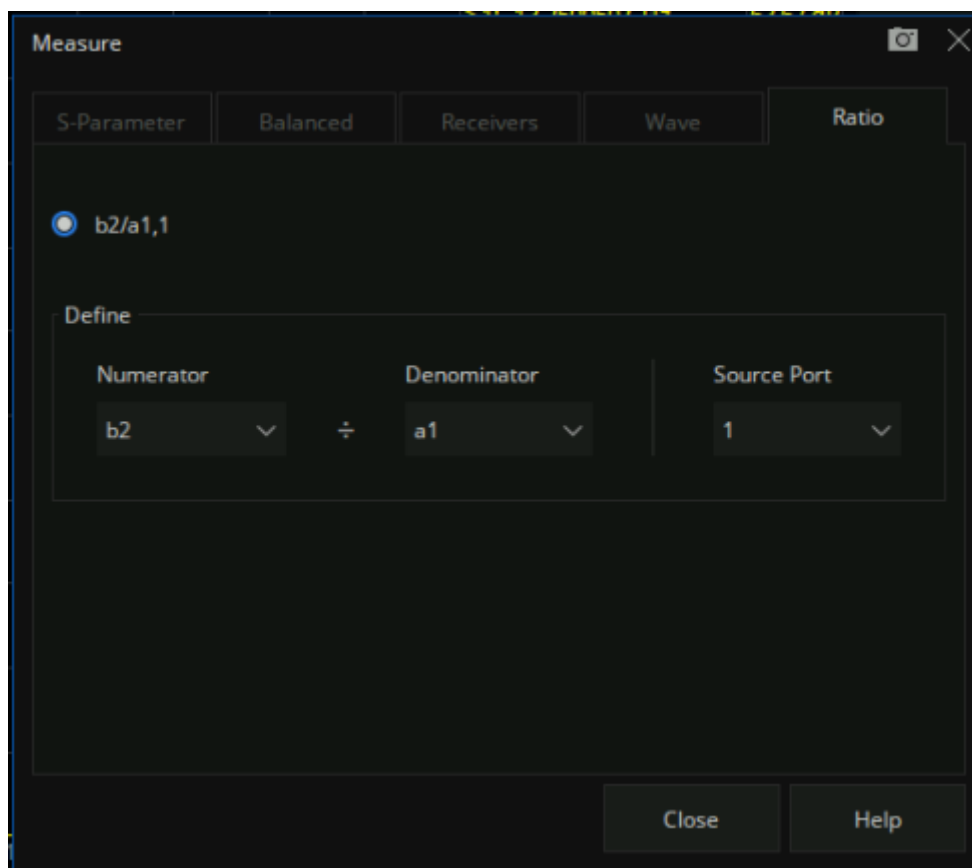 Measure
S-Parameter Balanced Receivers Wave Ratio
b2/a1,1
Define
Numerator Denominator Source Port
b2 ÷ a1 1
Close Help